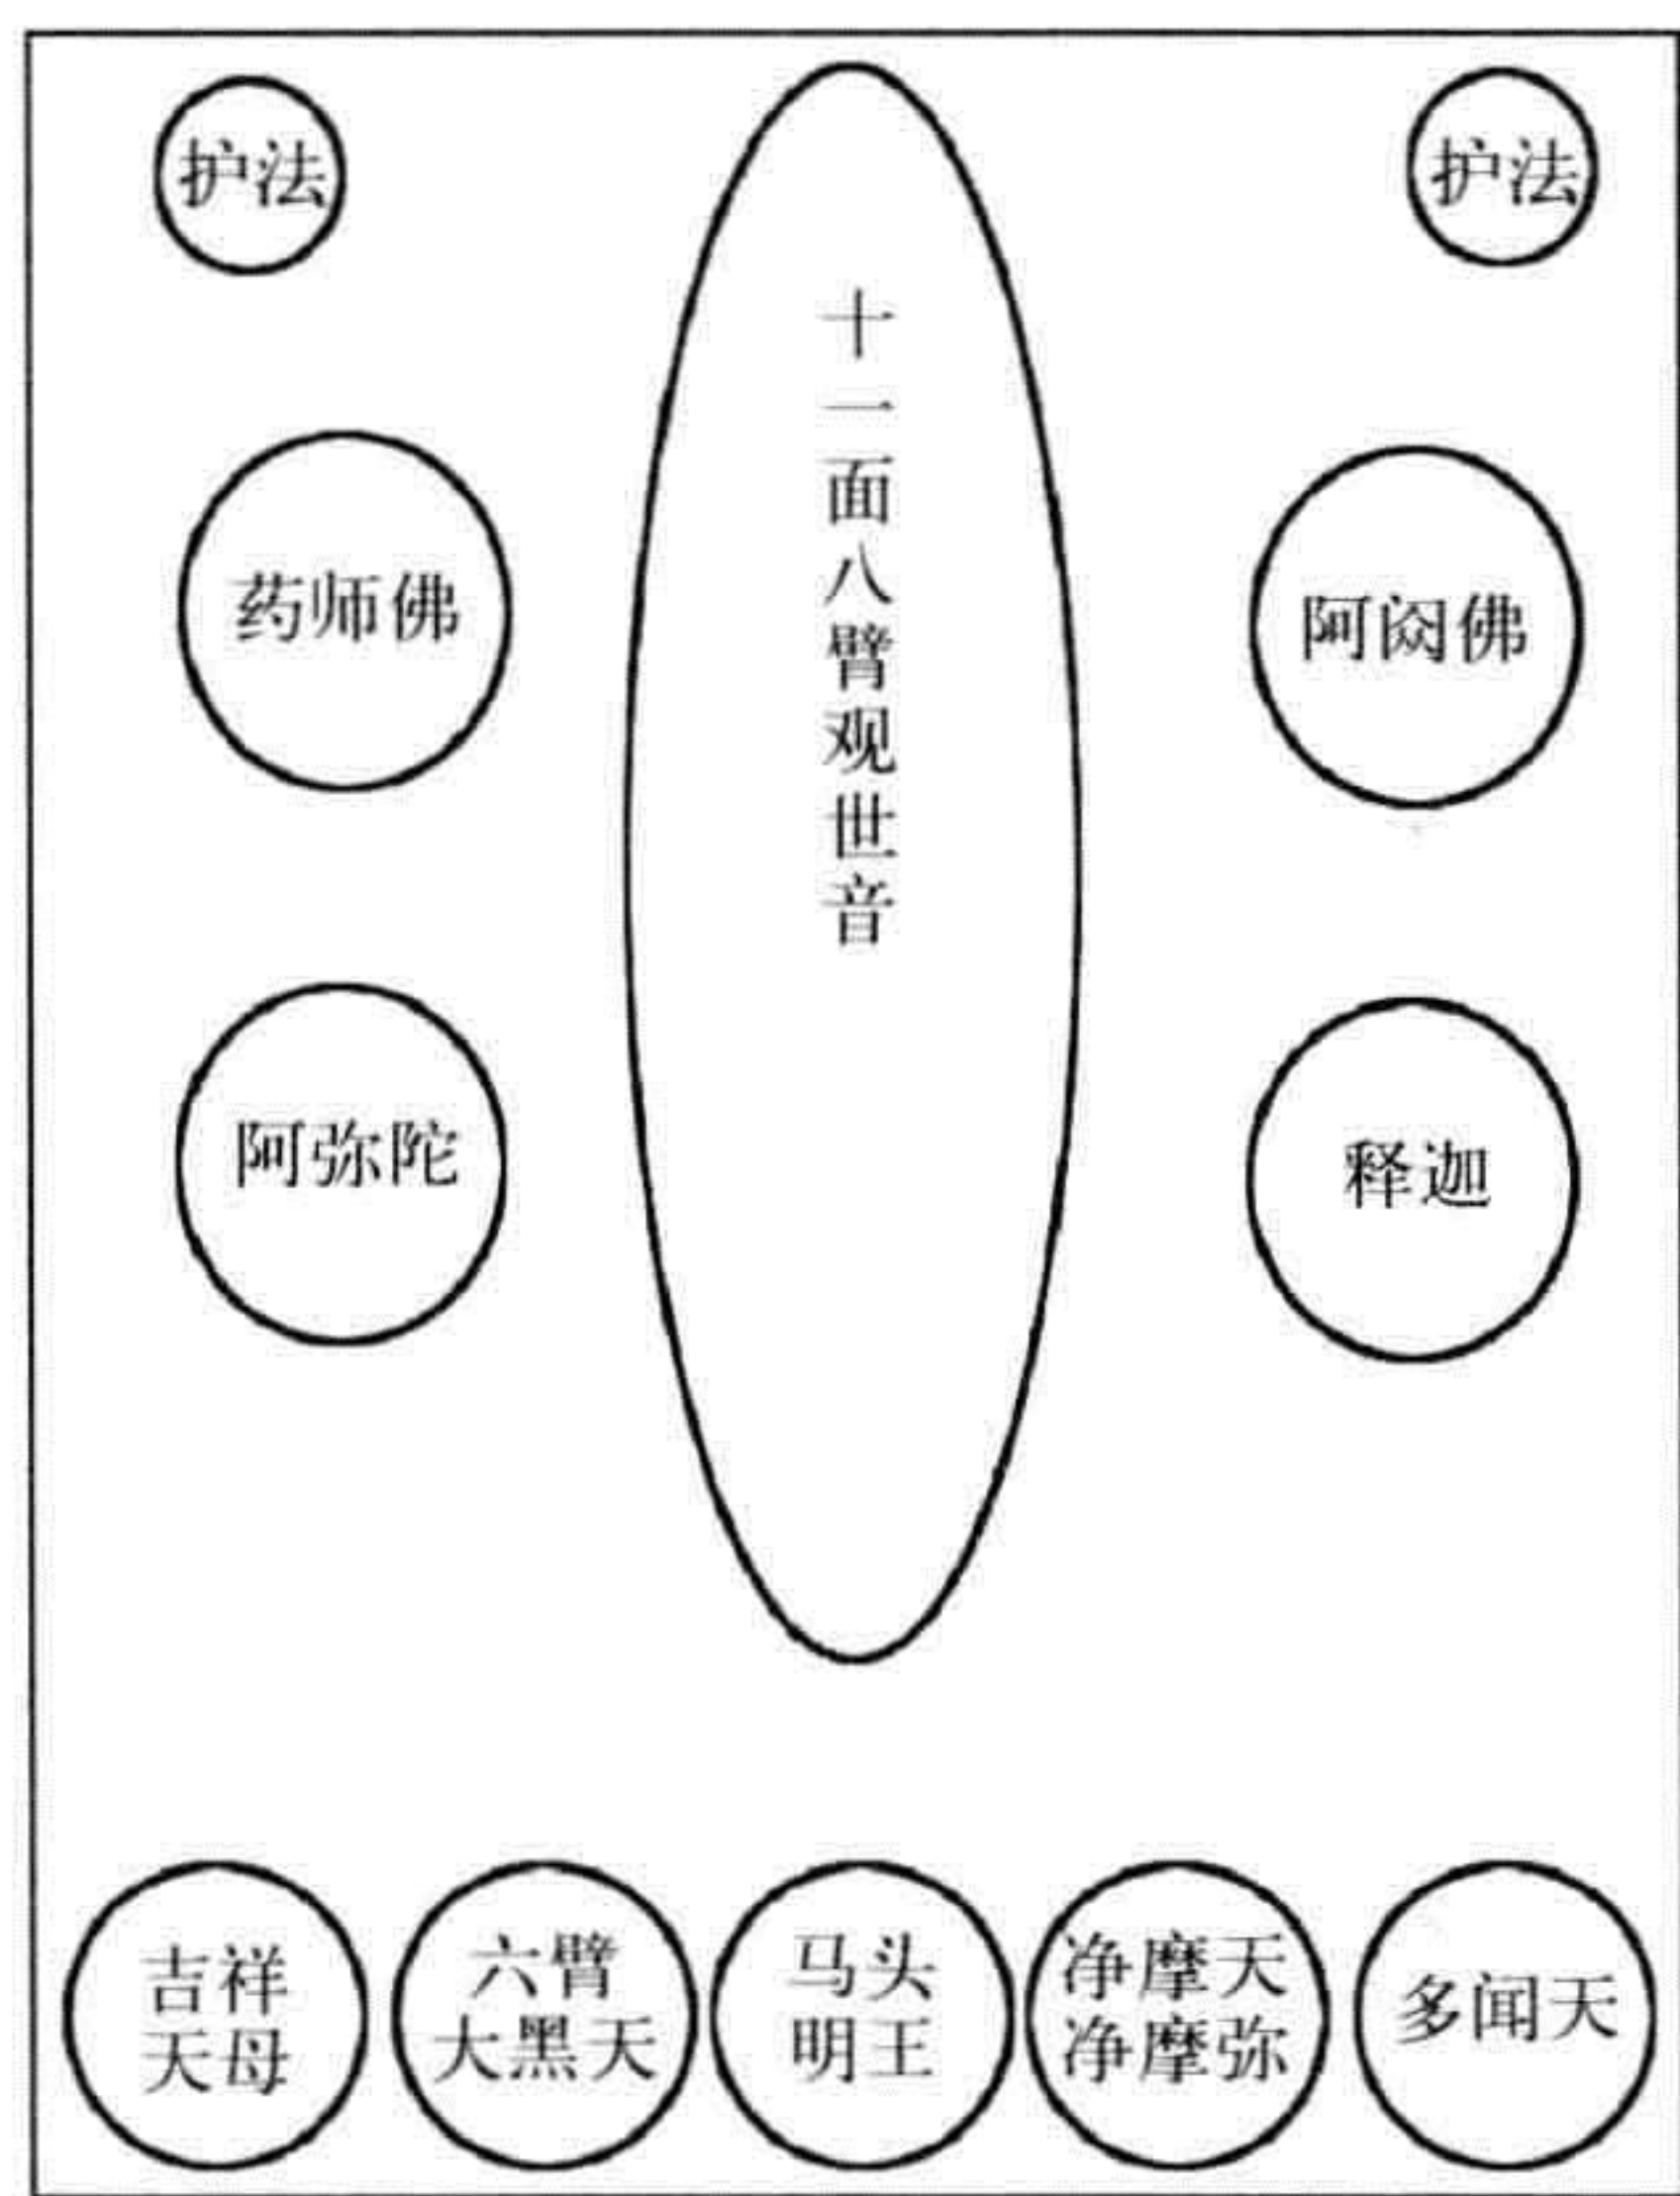 护法
护法
十一面八臂观世音
药师佛
阿閦佛
阿弥陀
释迦
吉祥
天母
六臂
大黑天
马头
明王
净摩天
净摩弥
多闻天